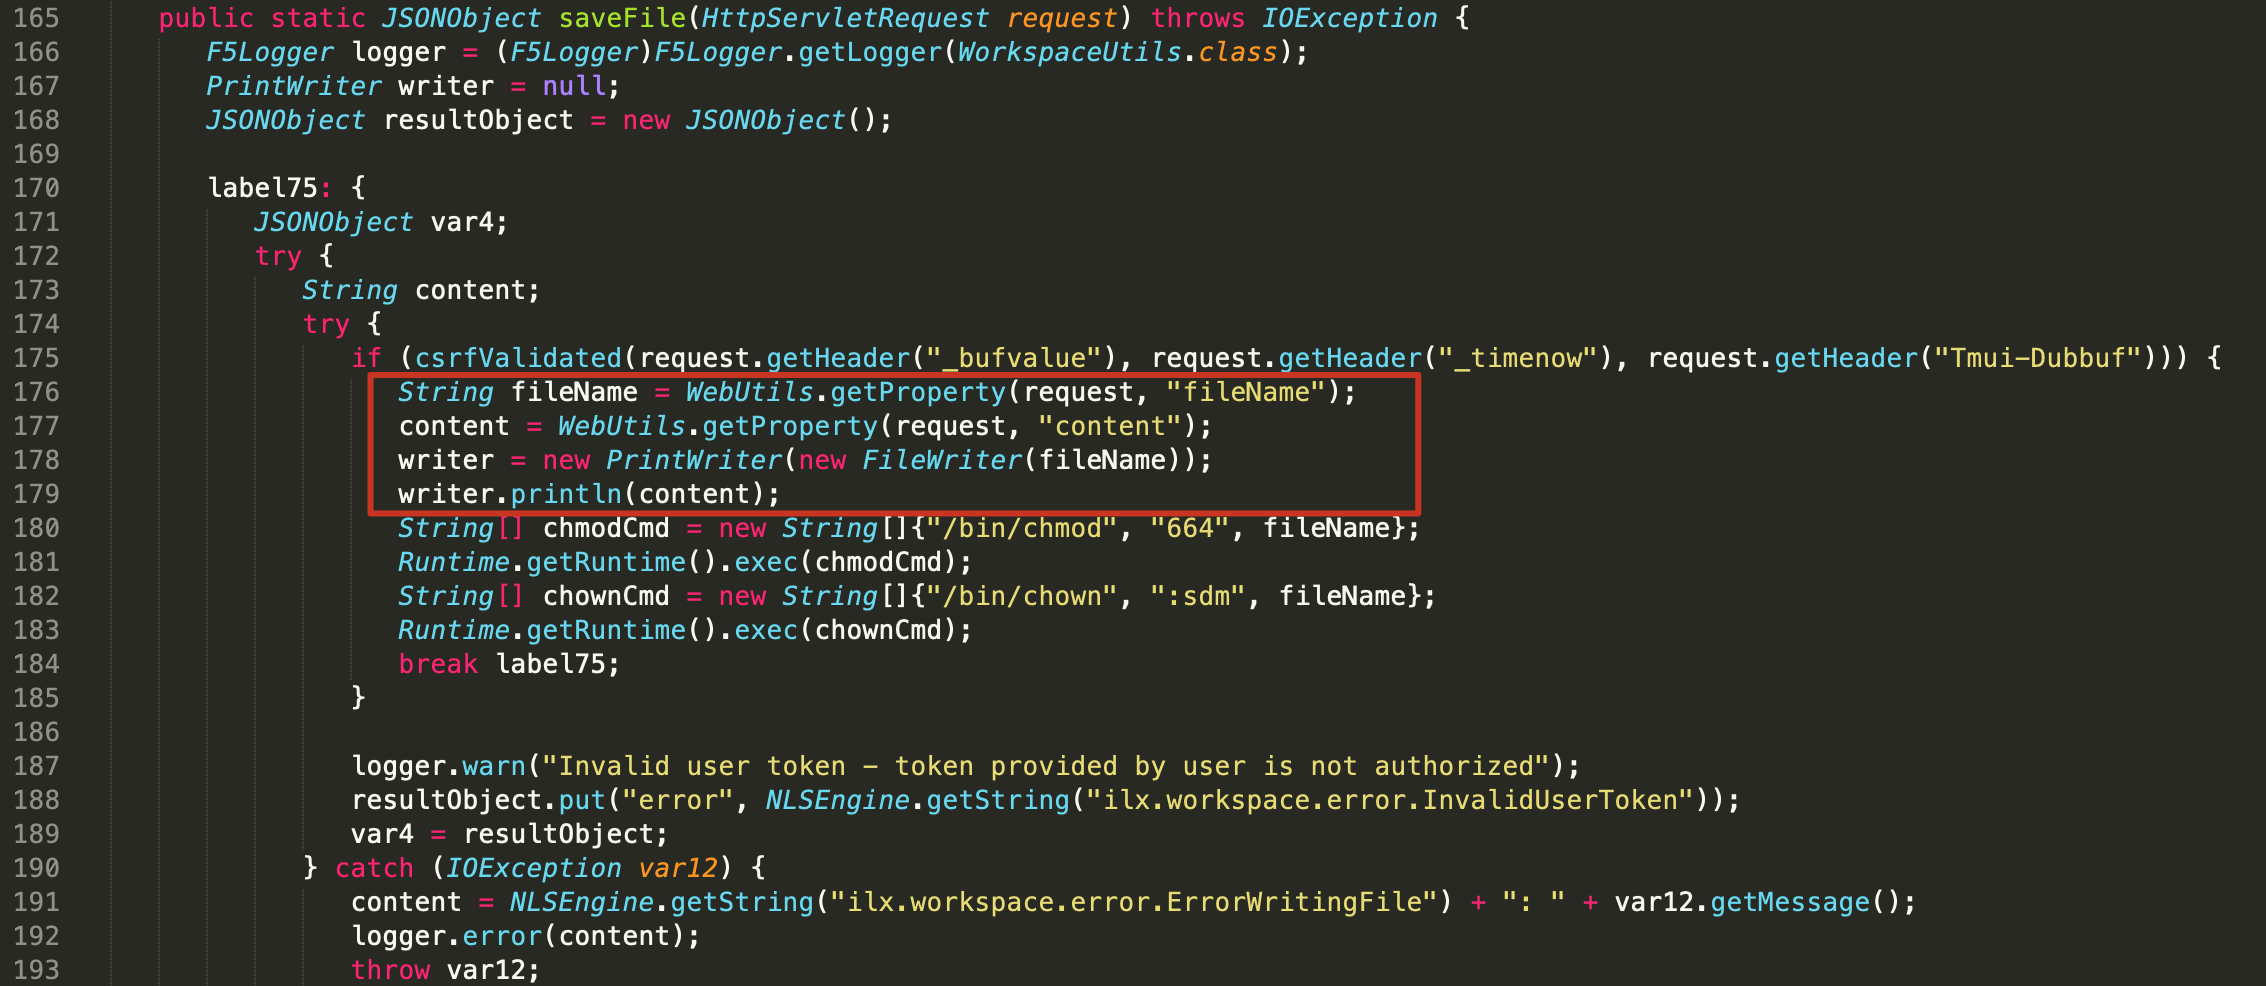 165 public static JSONObject saveFile(HttpServletRequest request) throws IOException {
166 F5Logger logger = (F5Logger)F5Logger.getLogger(WorkspaceUtils.class);
167 PrintWriter writer = null;
168 JSONObject resultObject = new JSONObject();
169
170 label75: {
171 JSONObject var4;
172 try {
173 String content;
174 try {
175 if (csrfValidated(request.getHeader("_bufvalue"), request.getHeader("_timenow"), request.getHeader("Tmui-Dubbuf"))) {
176 String fileName = WebUtils.getProperty(request, "fileName");
177 content = WebUtils.getProperty(request, "content");
178 writer = new PrintWriter(new FileWriter(fileName));
179 writer.println(content);
180 String[] chmodCmd = new String[]{"/bin/chmod", "664", fileName};
181 Runtime.getRuntime().exec(chmodCmd);
182 String[] chownCmd = new String[]{"/bin/chown", ":sdm", fileName};
183 Runtime.getRuntime().exec(chownCmd);
184 break label75;
185 }
186
187 logger.warn("Invalid user token - token provided by user is not authorized");
188 resultObject.put("error", NLSEngine.getString("ilx.workspace.error.InvalidUserToken"));
189 var4 = resultObject;
190 } catch (IOException var12) {
191 content = NLSEngine.getString("ilx.workspace.error.ErrorWritingFile") + ": " + var12.getMessage();
192 logger.error(content);
193 throw var12;